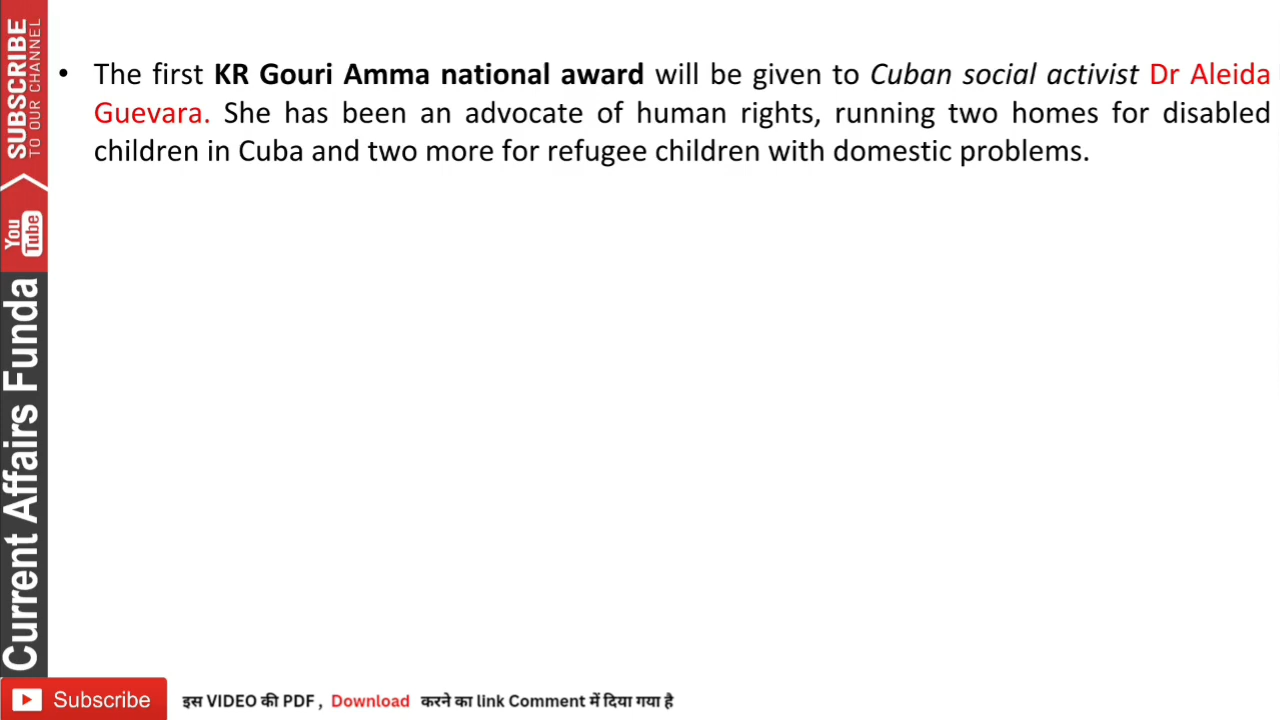 • The first KR Gouri Amma national award will be given to Cuban social activist Dr Aleida
Guevara. She has been an advocate of human rights, running two homes for disabled
children in Cuba and two more for refugee children with domestic problems.
SUBSCRIBE
TO OUR CHANNEL
You
Tube
Current Affairs Funda
Subscribe
इस VIDEO की PDF , Download करने का link Comment में दिया गया है